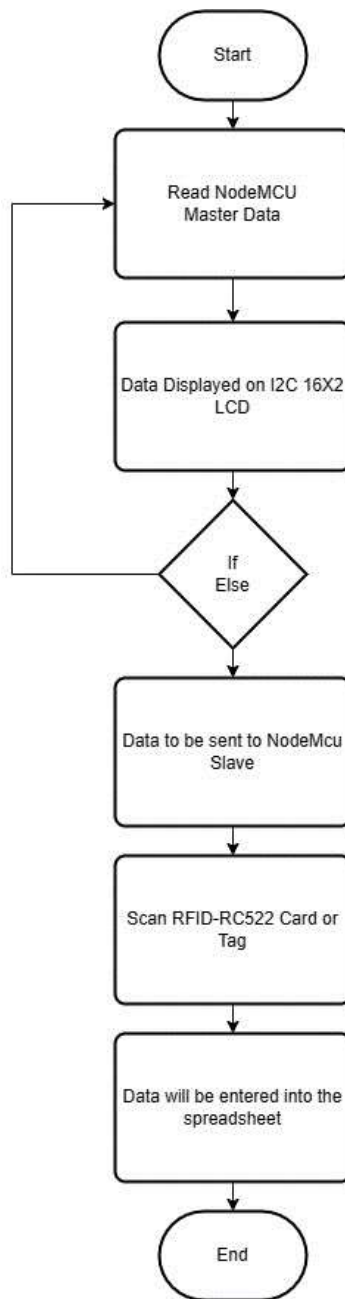 Start
Read NodeMCU
Master Data
Data Displayed on I2C 16X2
LCD
If
Else
Data to be sent to NodeMcu
Slave
Scan RFID-RC522 Card or
Tag
Data will be entered into the
spreadsheet
End